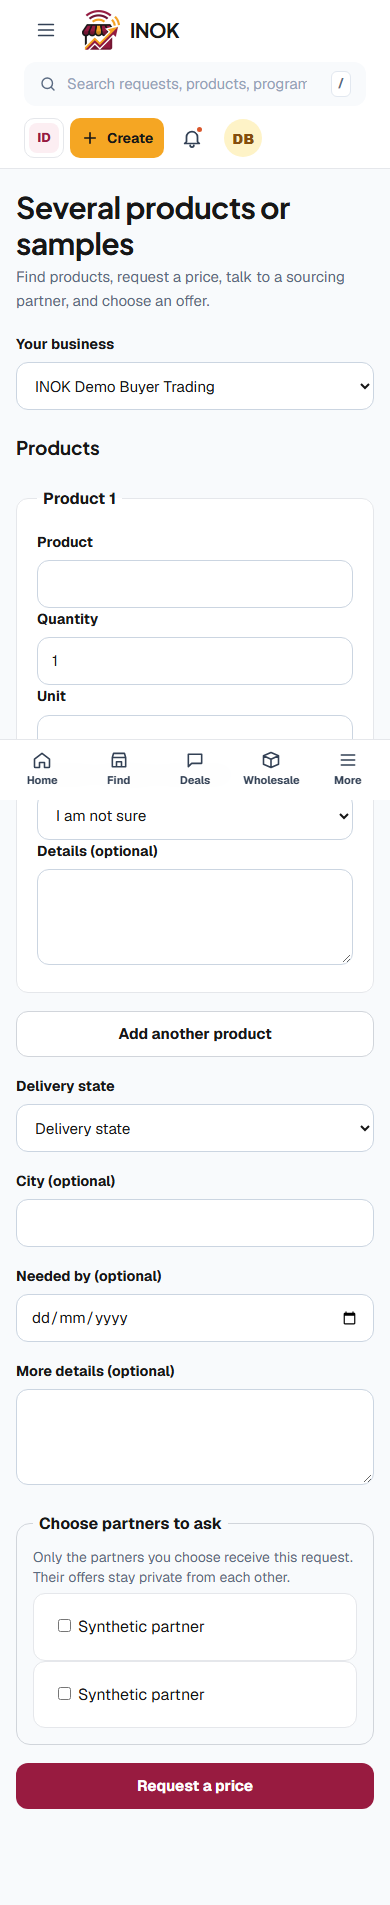 INOK
Search requests, products, program
/
ID
Create
DB
Several products or
samples
Find products, request a price, talk to a sourcing
partner, and choose an offer.
Your business
INOK Demo Buyer Trading
Products
Product 1
Product
Quantity
1
Unit
Home
Find
Deals
Wholesale
More
I am not sure
Details (optional)
Add another product
Delivery state
Delivery state
City (optional)
Needed by (optional)
dd/mm/yyyy
More details (optional)
Choose partners to ask
Only the partners you choose receive this request.
Their offers stay private from each other.
Synthetic partner
Synthetic partner
Request a price